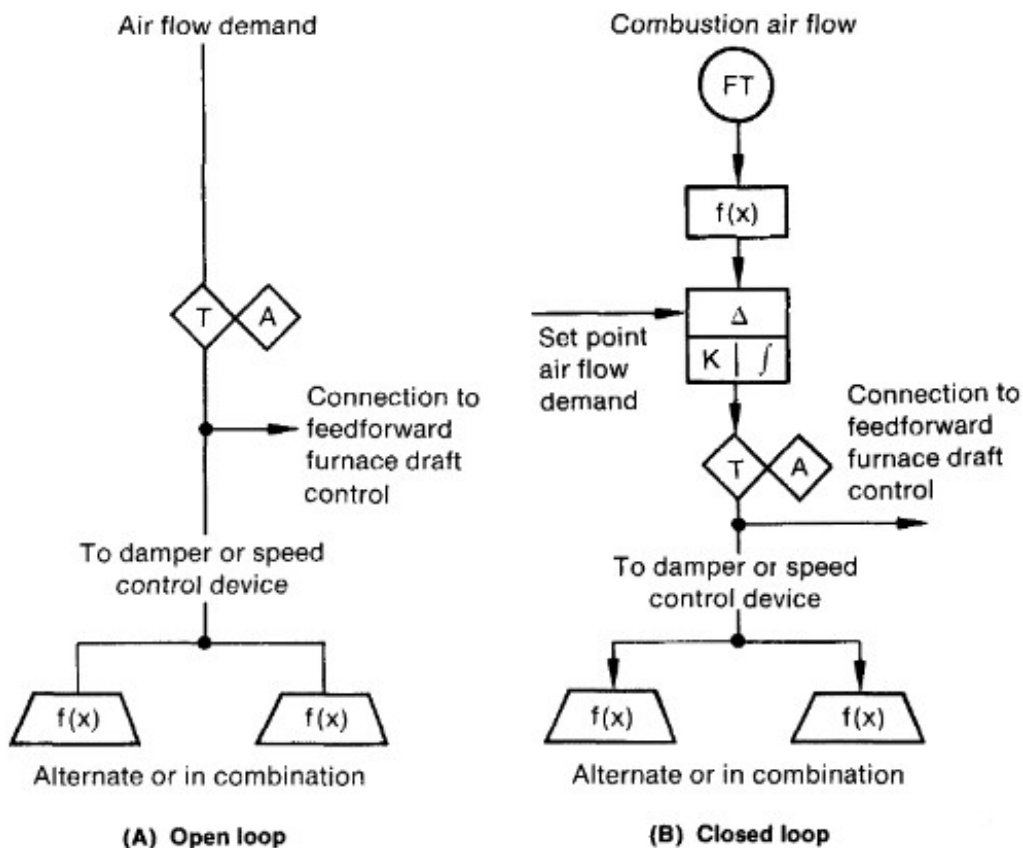 Air flow demand
T A
Connection to
feedforward
furnace draft
control
To damper or speed
control device
f(x) f(x)
Alternate or in combination
(A) Open loop
Combustion air flow
FT
f(x)
Δ
K ∫
Set point
air flow
demand
T A
Connection to
feedforward
furnace draft
control
To damper or speed
control device
f(x) f(x)
Alternate or in combination
(B) Closed loop